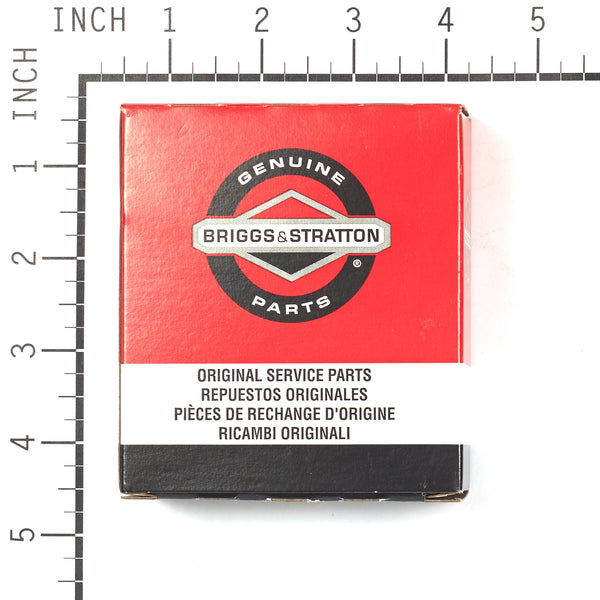 INCH 1 2 3 4 5
INCH
1
2
3
4
5
GENUINE
BRIGGS & STRATTON
®
PARTS
ORIGINAL SERVICE PARTS
REPUESTOS ORIGINALES
PIÈCES DE RECHANGE D'ORIGINE
RICAMBI ORIGINALI